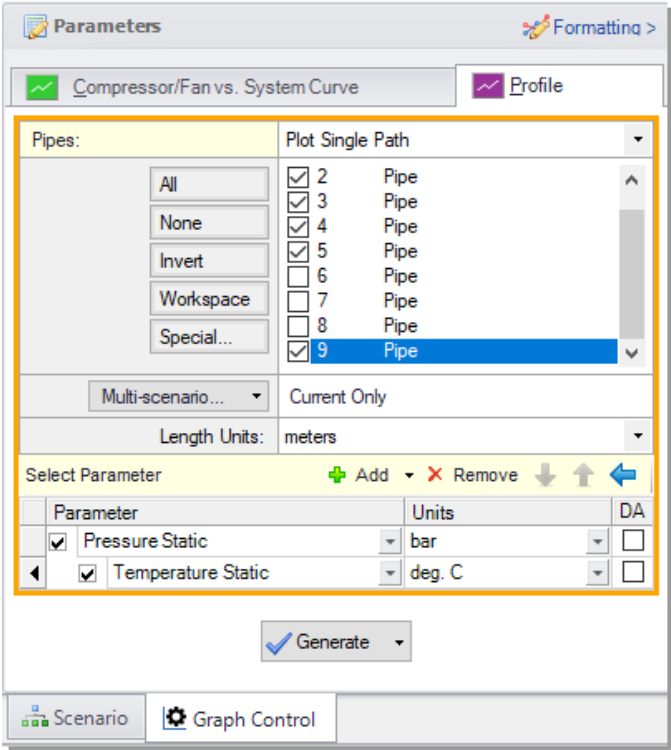 Parameters Formatting >
Compressor/Fan vs. System Curve Profile
Pipes: Plot Single Path
All
None
Invert
Workspace
Special...
2 Pipe
3 Pipe
4 Pipe
5 Pipe
6 Pipe
7 Pipe
8 Pipe
9 Pipe
Multi-scenario... Current Only
Length Units: meters
Select Parameter Add Remove
Parameter Units DA
Pressure Static bar
Temperature Static deg. C
Generate
Scenario Graph Control